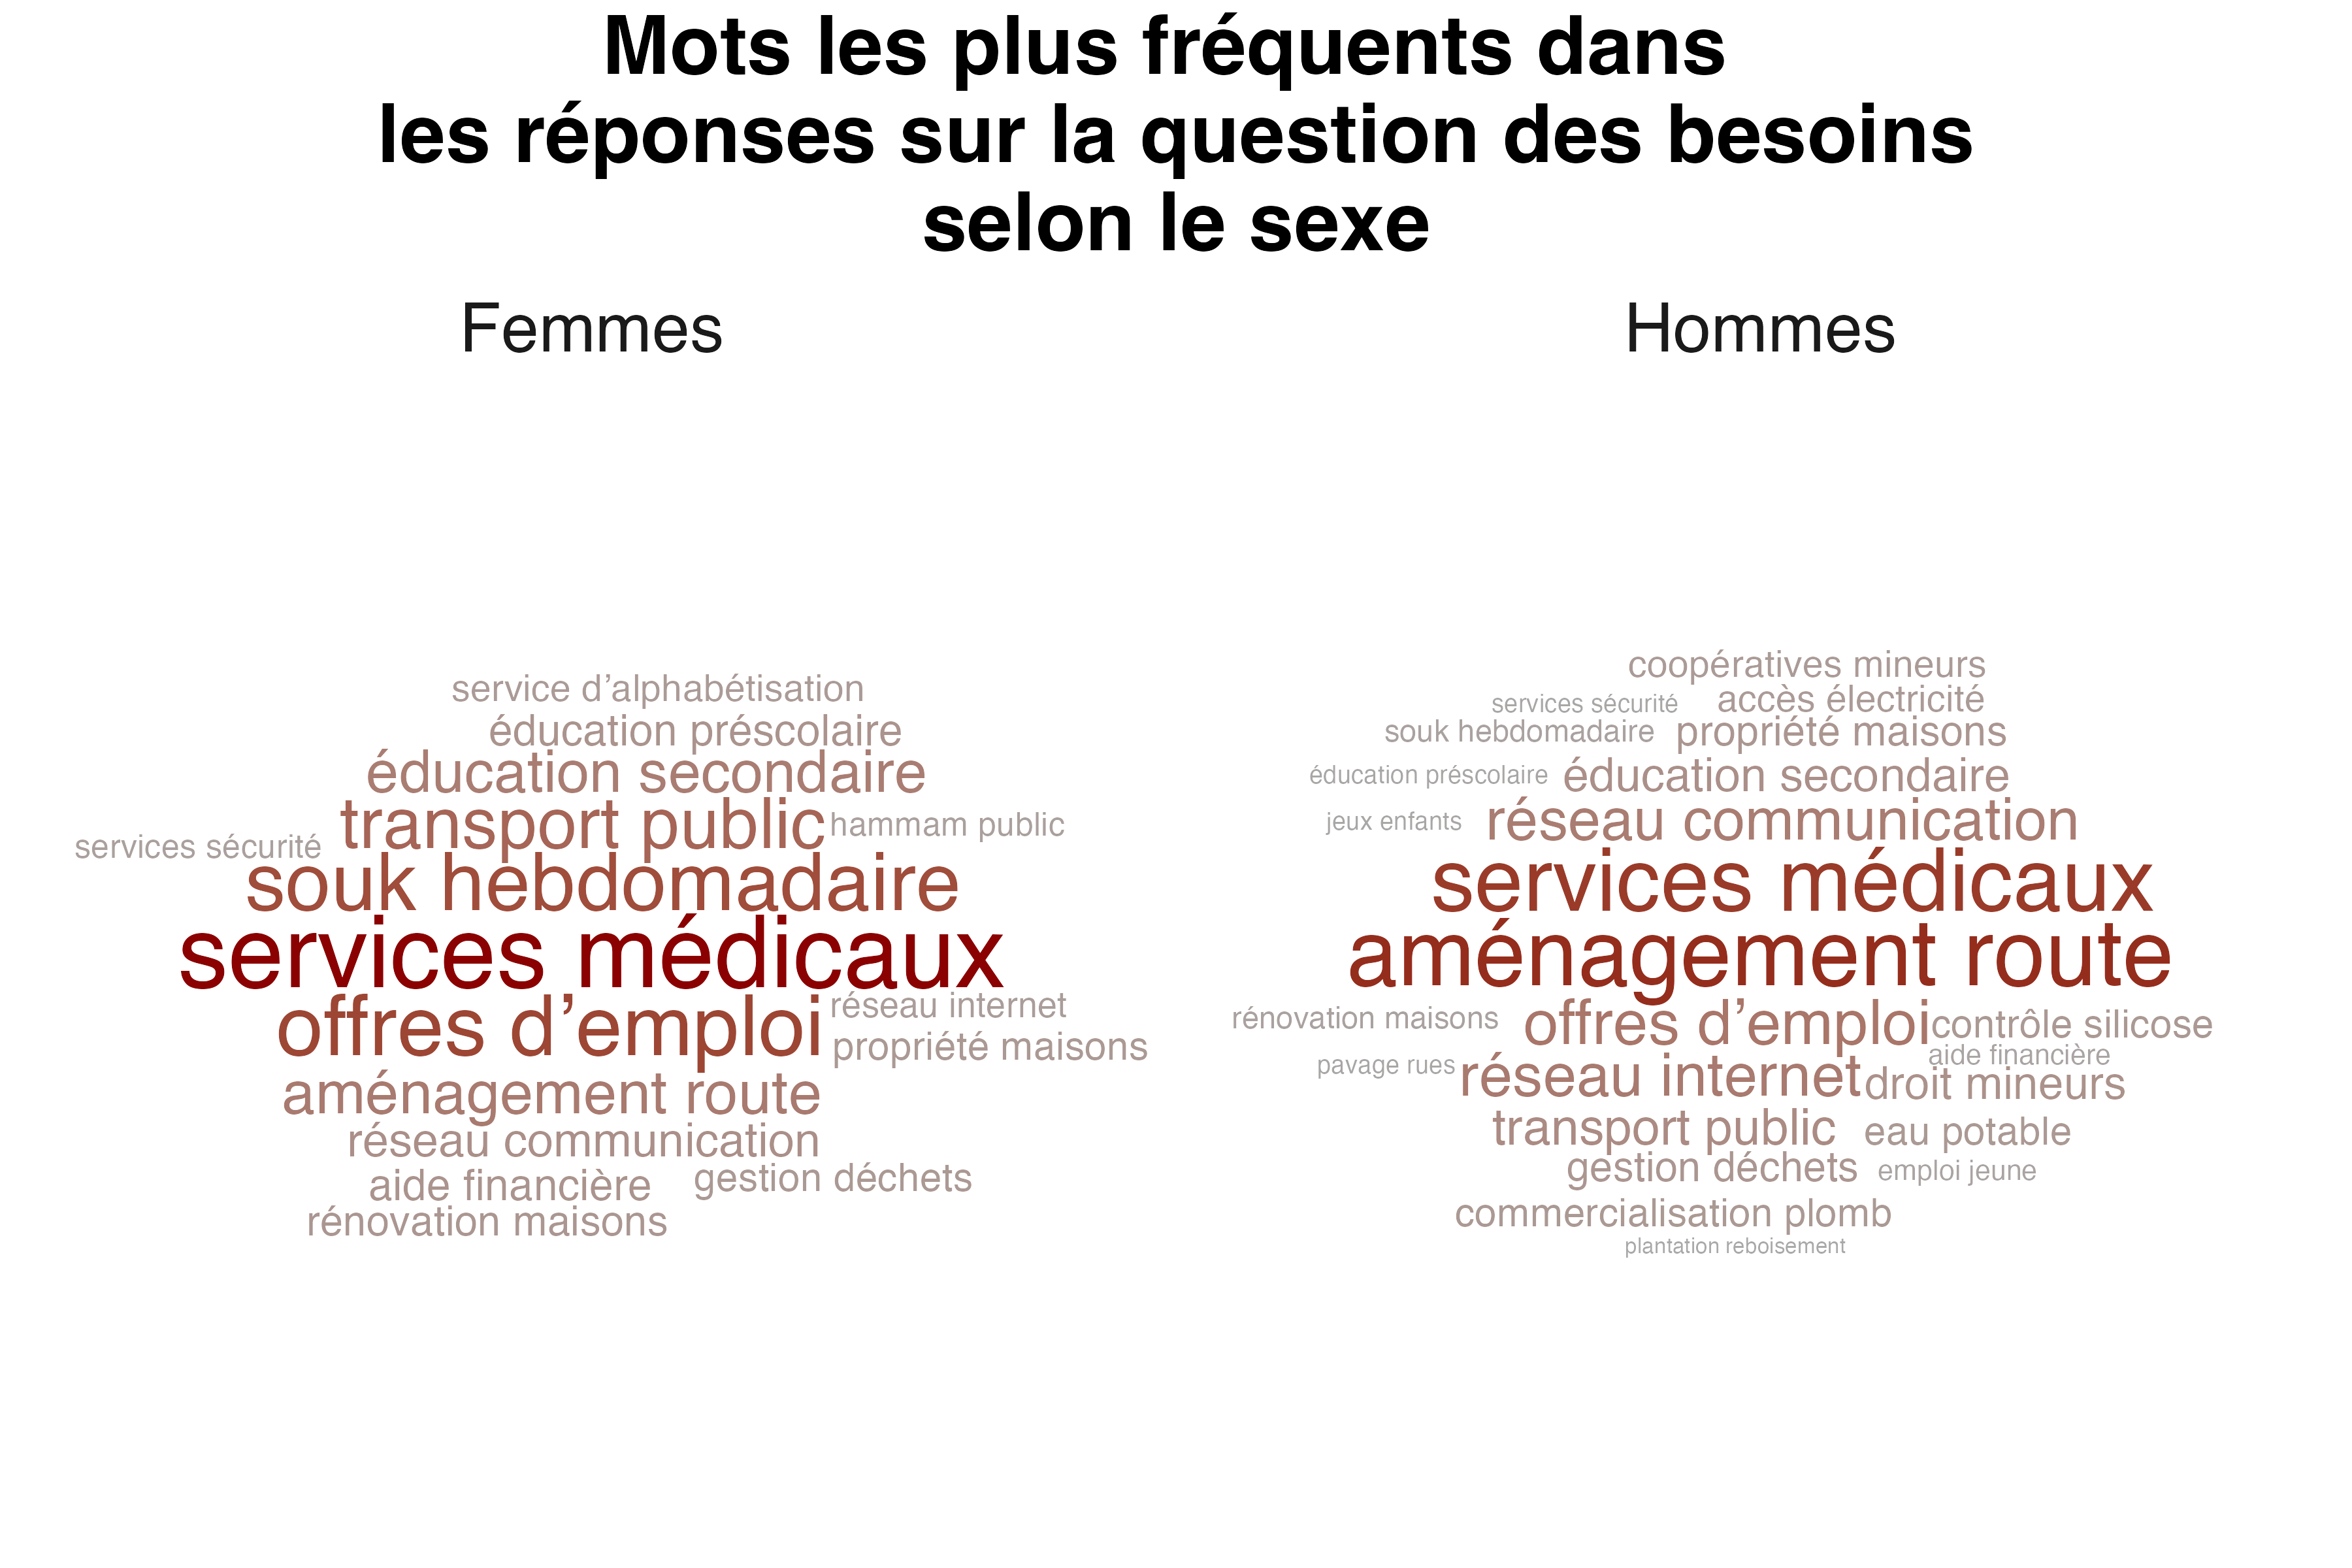 Mots les plus fréquents dans
les réponses sur la question des besoins
selon le sexe
Femmes
service d’alphabétisation
éducation préscolaire
éducation secondaire
transport public
hammam public
services sécurité
souk hebdomadaire
services médicaux
offres d’emploi
réseau internet
propriété maisons
aménagement route
réseau communication
aide financière
gestion déchets
rénovation maisons
Hommes
coopératives mineurs
services sécurité
accès électricité
souk hebdomadaire
propriété maisons
éducation préscolaire
éducation secondaire
jeux enfants
réseau communication
services médicaux
aménagement route
rénovation maisons
offres d’emploi
contrôle silicose
aide financière
pavage rues
réseau internet
droit mineurs
transport public
eau potable
gestion déchets
emploi jeune
commercialisation plomb
plantation reboisement